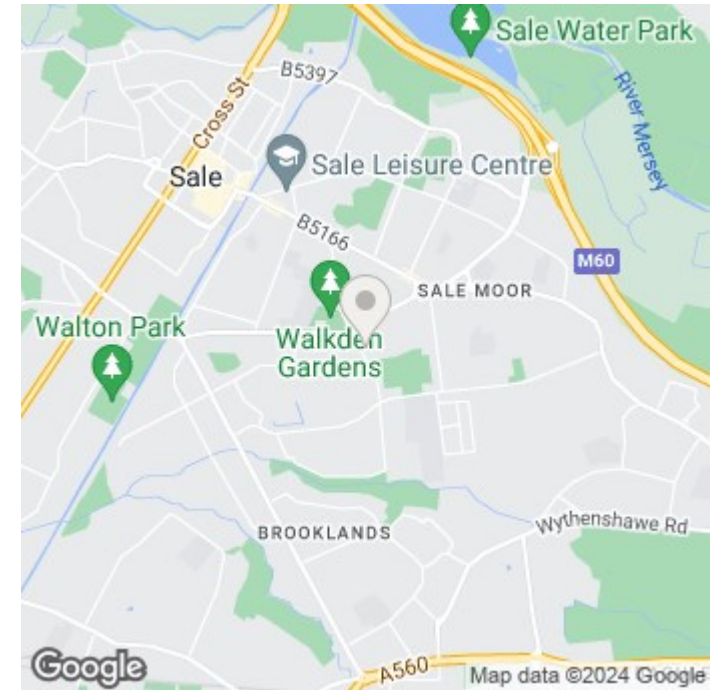 Sale Water Park
B5397
River Mersey
Cross St
Sale Leisure Centre
Sale
B5166
M60
SALE MOOR
Walton Park
Walkden
Gardens
Wythenshawe Rd
BROOKLANDS
A560
Google
Map data ©2024 Google